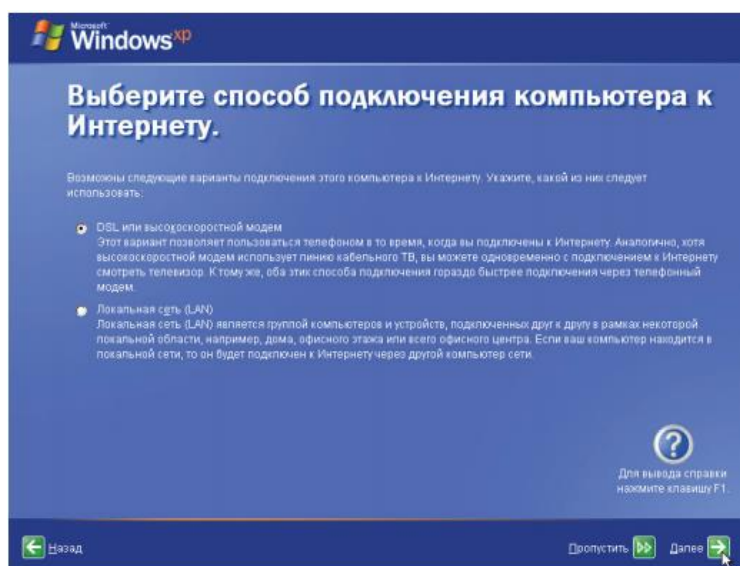 Microsoft
Windows xp
Выберите способ подключения компьютера к
Интернету.
Возможны следующие варианты подключения этого компьютера к Интернету. Укажите, какой из них следует
использовать:
DSL или высокоскоростной модем
Этот вариант позволяет пользоваться телефоном в то время, когда вы подключены к Интернету. Аналогично, хотя
высокоскоростной модем использует линию кабельного ТВ, вы можете одновременно с подключением к Интернету
смотреть телевизор. К тому же, оба этих способа подключения гораздо быстрее подключения через телефонный
модем.
Локальная сеть (LAN)
Локальная сеть (LAN) является группой компьютеров и устройств, подключенных друг к другу в рамках некоторой
локальной области, например, дома, офисного этажа или всего офисного центра. Если ваш компьютер находится в
локальной сети, то он будет подключен к Интернету через другой компьютер сети.
?
Для вывода справки
нажмите клавишу F1.
Назад
Пропустить
Далее